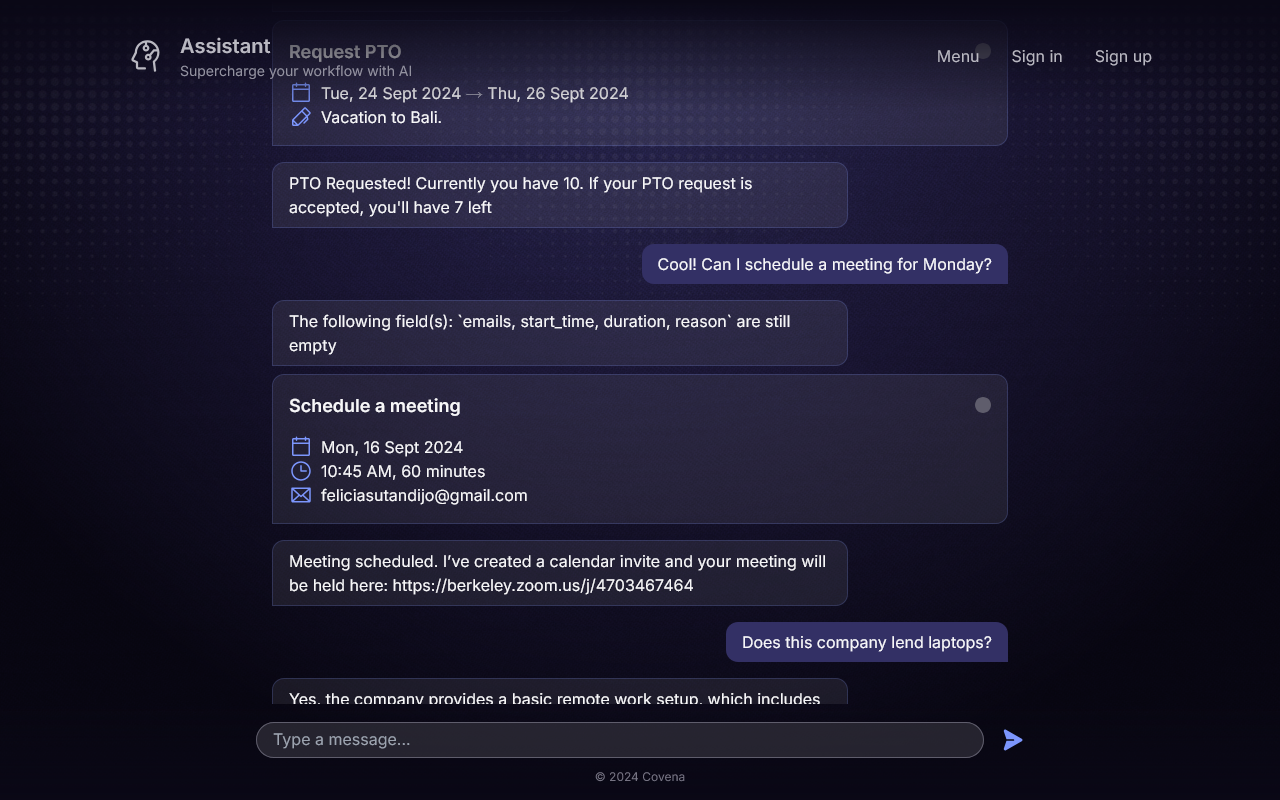 Assistant
Supercharge your workflow with AI
Menu
Sign in
Sign up
Request PTO
Tue, 24 Sept 2024 → Thu, 26 Sept 2024
Vacation to Bali.
PTO Requested! Currently you have 10. If your PTO request is
accepted, you'll have 7 left
Cool! Can I schedule a meeting for Monday?
The following field(s): `emails, start_time, duration, reason` are still
empty
Schedule a meeting
Mon, 16 Sept 2024
10:45 AM, 60 minutes
feliciasutandijo@gmail.com
Meeting scheduled. I’ve created a calendar invite and your meeting will
be held here: https://berkeley.zoom.us/j/4703467464
Does this company lend laptops?
Yes, the company provides a basic remote work setup, which includes
Type a message...
© 2024 Covena